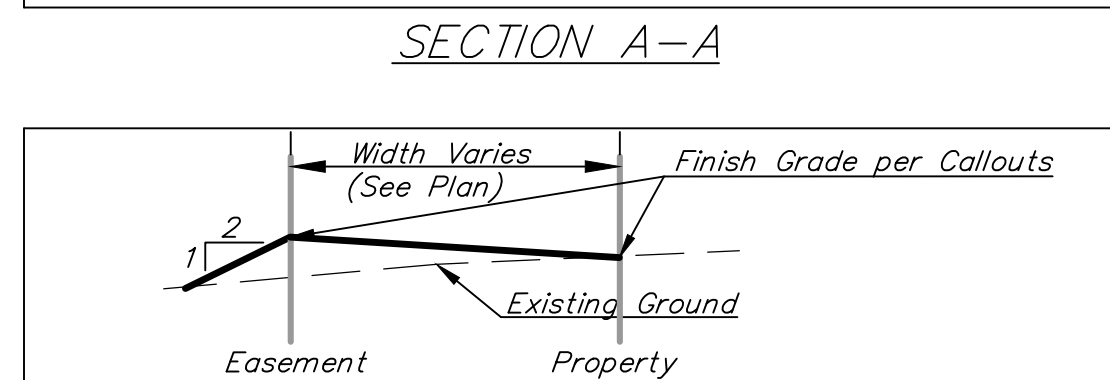 SECTION A-A
Width Varies
(See Plan)
Finish Grade per Callouts
2
1
Existing Ground
Easement
Property